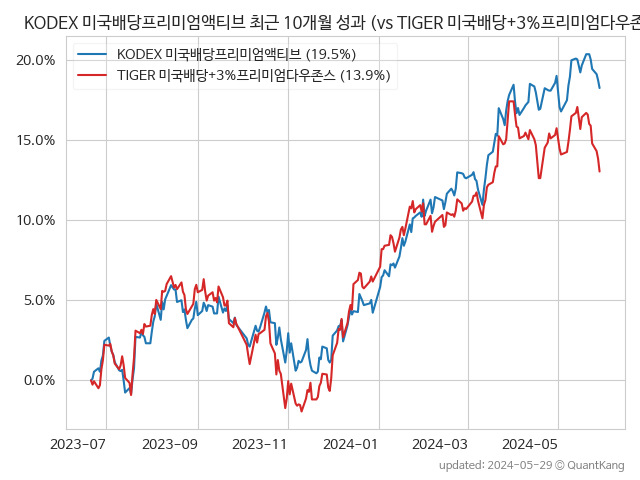 KODEX 미국배당프리미엄액티브 최근 10개월 성과 (vs TIGER 미국배당+3%프리미엄다우존
KODEX 미국배당프리미엄액티브 (19.5%)
TIGER 미국배당+3%프리미엄다우존스 (13.9%)
20.0%
15.0%
10.0%
5.0%
0.0%
2023-07 2023-09 2023-11 2024-01 2024-03 2024-05
updated: 2024-05-29 © QuantKang